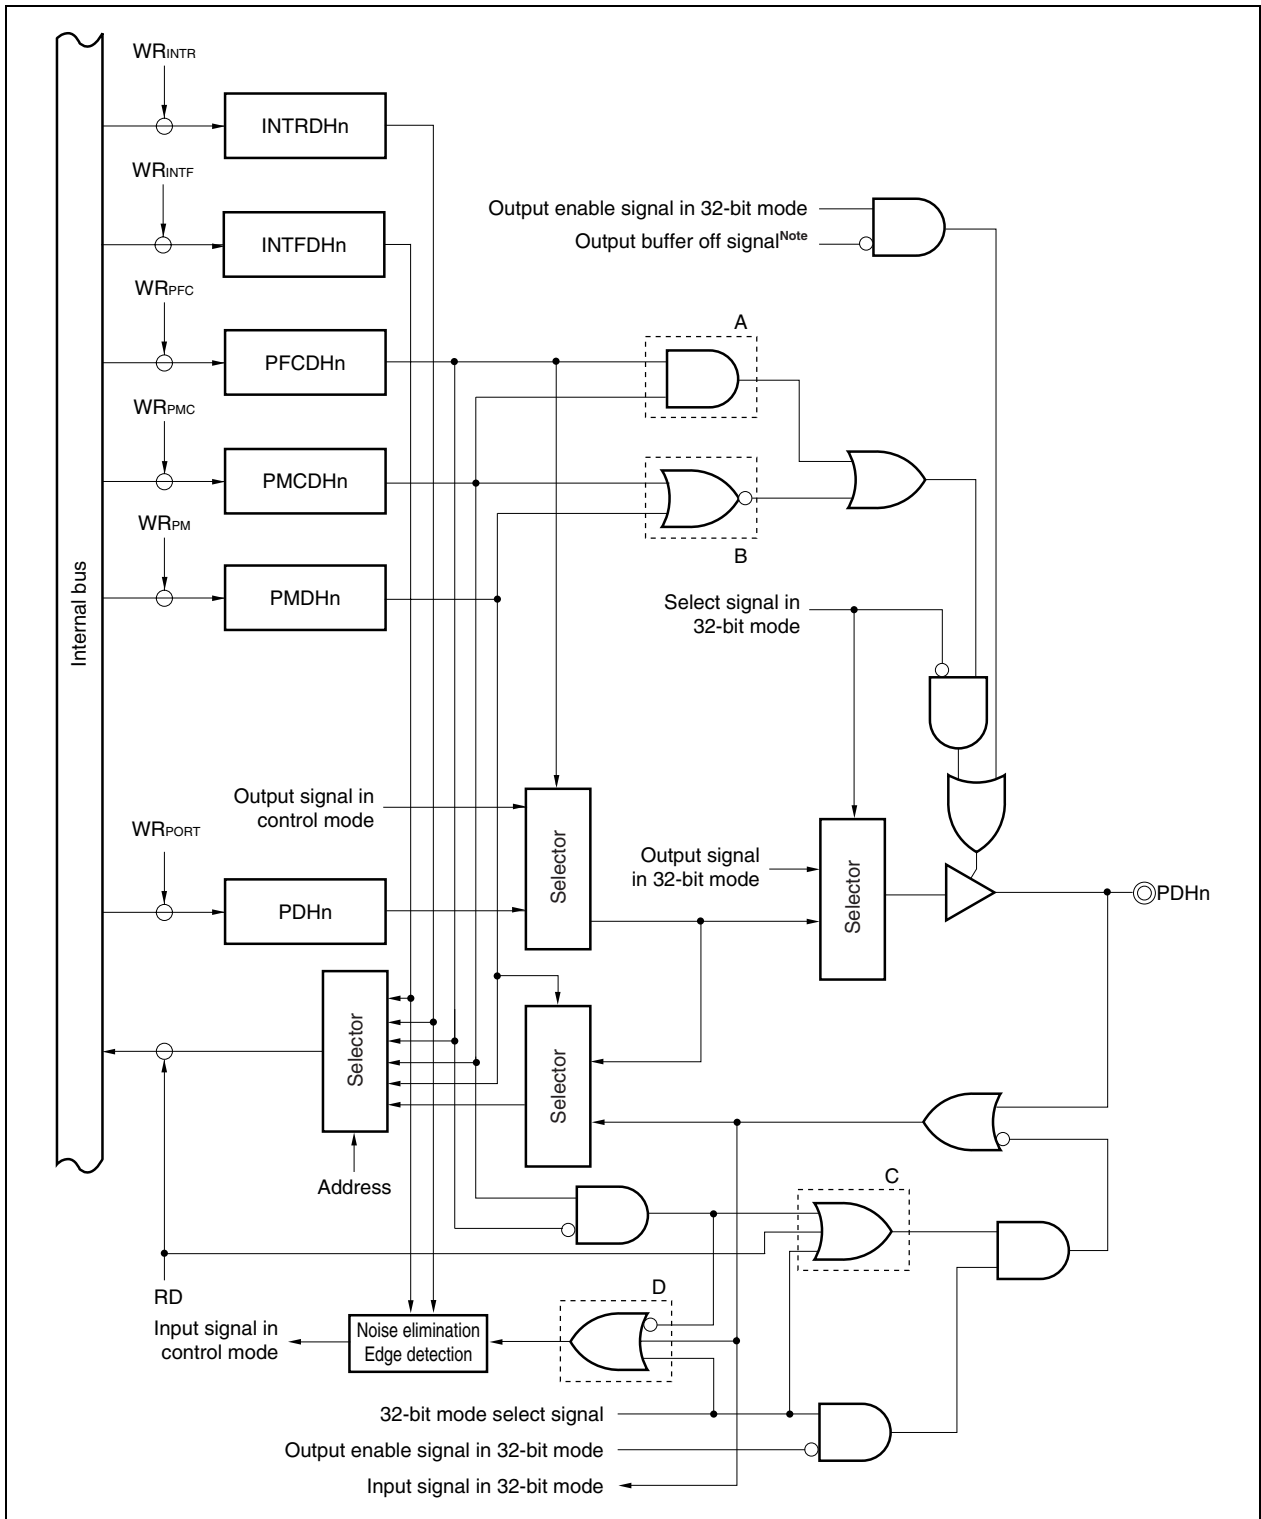 WRINTR
INTRDHn
WRINTF
INTFDHn
Output enable signal in 32-bit mode
Output buffer off signalNote
WRPFC
PFCDHn
A
WRPMC
PMCDHn
B
WRPM
PMDHn
Internal bus
Select signal in
32-bit mode
Output signal in
control mode
Selector
WRPORT
PDHn
Output signal
in 32-bit mode
Selector
PDHn
Selector
Selector
Address
C
RD
D
Input signal in
control mode
Noise elimination
Edge detection
32-bit mode select signal
Output enable signal in 32-bit mode
Input signal in 32-bit mode